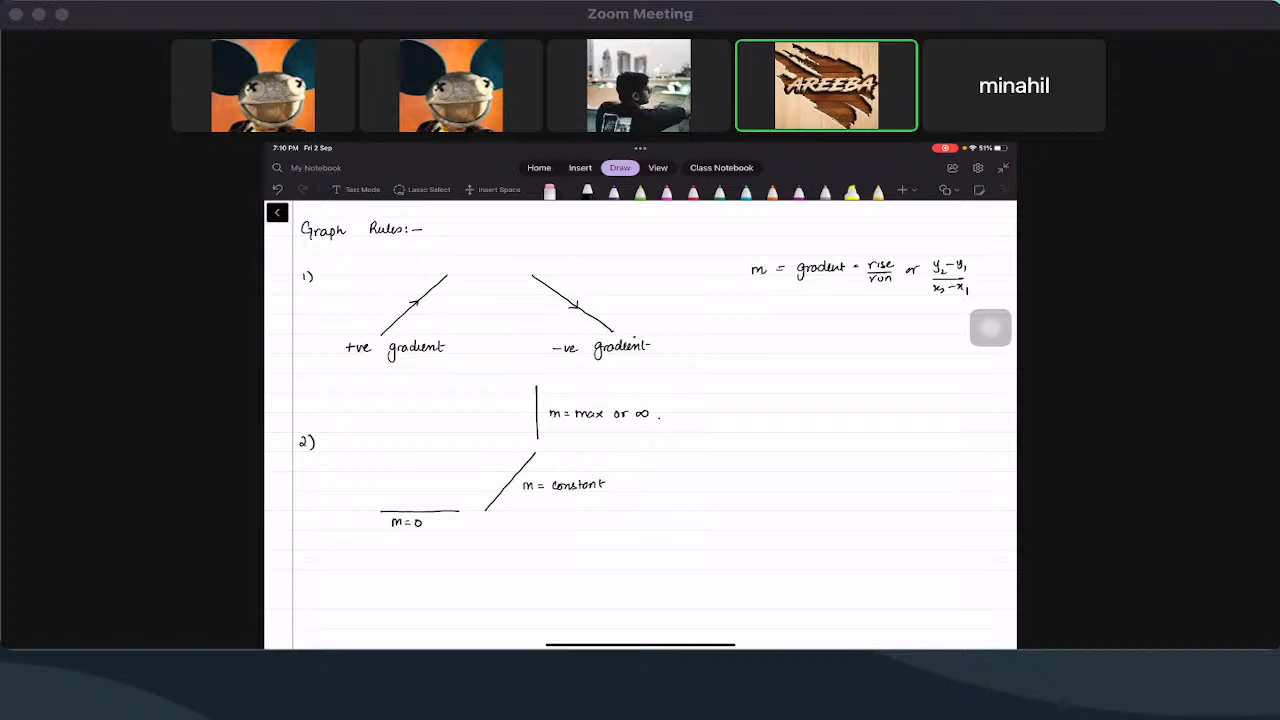 Zoom Meeting
AREEBA
minahil
7:10 PM Fri 2 Sep
51%
My Notebook
Home Insert Draw View Class Notebook
Text Mode Lasso Select Insert Space
Graph Rules:-
m = gradent = rise/run or y₂-y₁/x₂-x₁
1)
+ve gradient
-ve gradient
m = max or ∞ .
2)
m = constant
m = 0